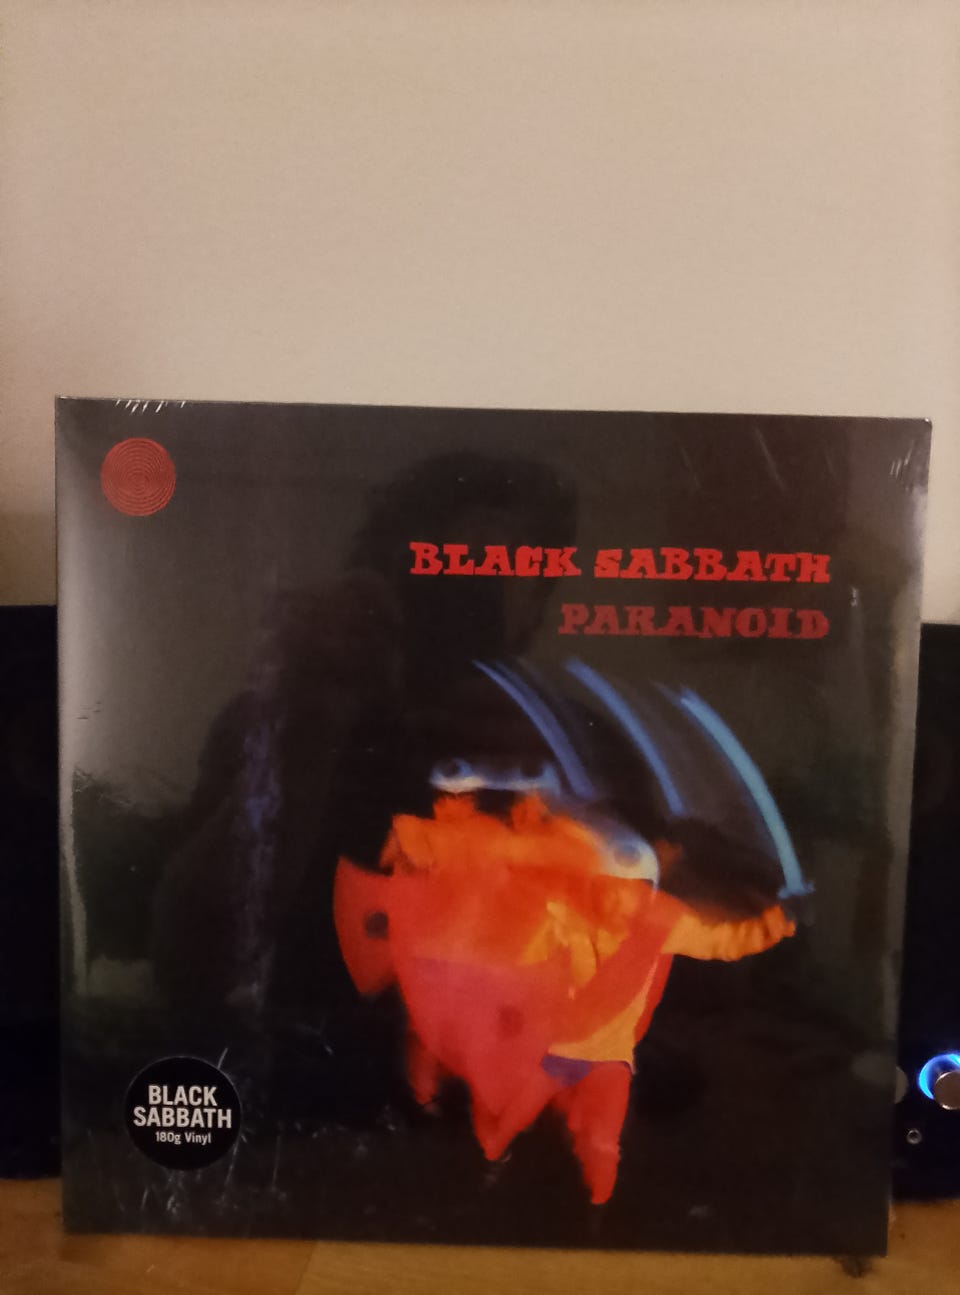 BLACK SABBATH
PARANOID
BLACK
SABBATH
180g Vinyl